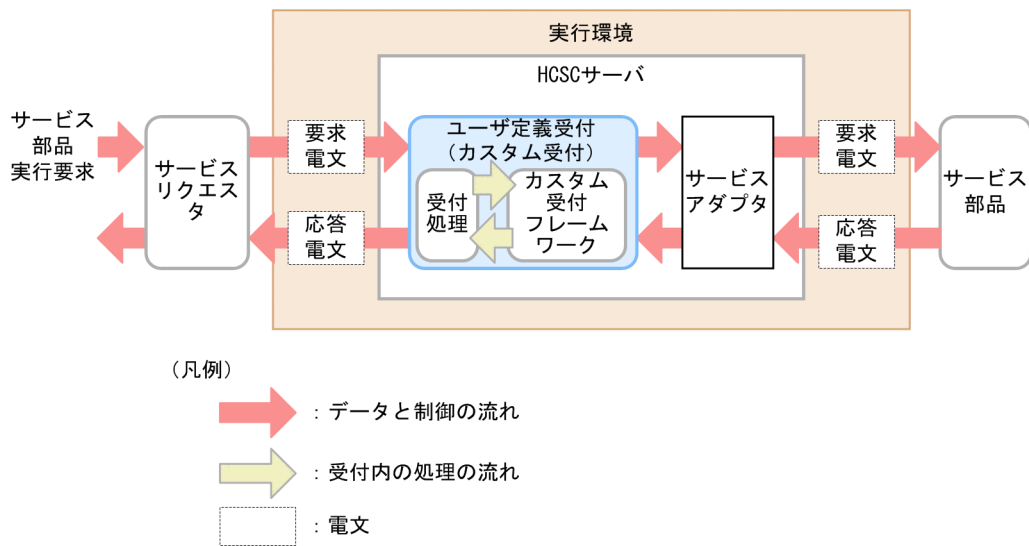 実行環境
HCSCサーバ
サービス
部品
実行要求
サービス
リクエス
タ
要求
電文
応答
電文
ユーザ定義受付
(カスタム受付)
受付
処理
カスタム
受付
フレーム
ワーク
サービス
アダプタ
要求
電文
応答
電文
サービス
部品
(凡例)
:データと制御の流れ
:受付内の処理の流れ
:電文